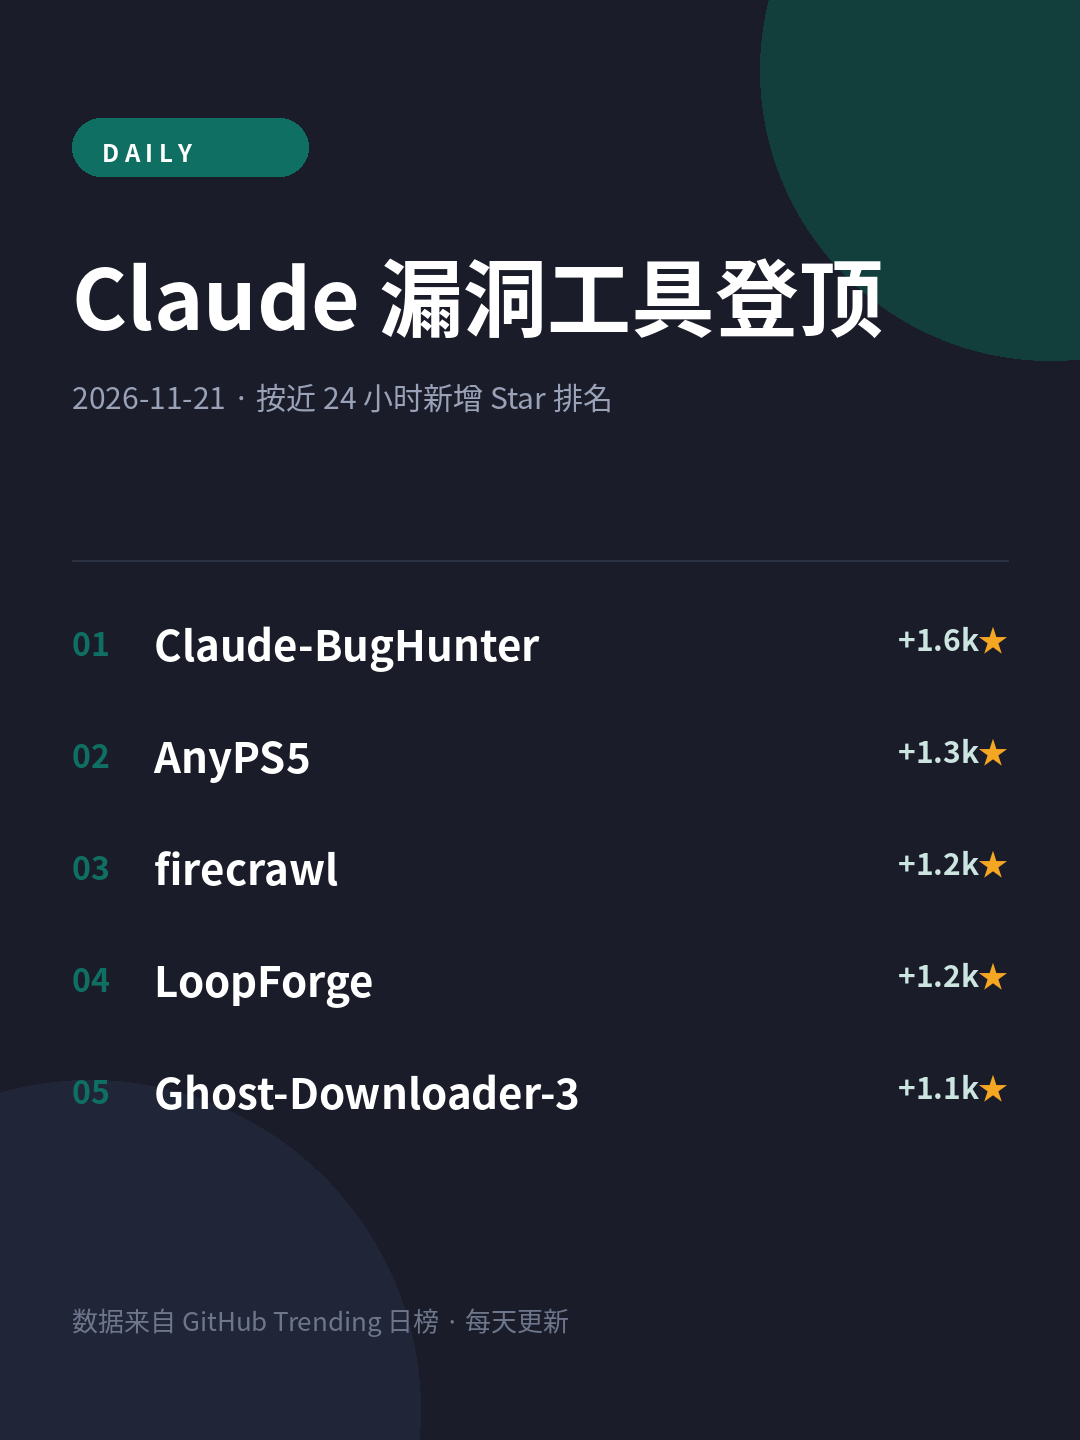 DAILY
Claude 漏洞工具登顶
2026-11-21 · 按近 24 小时新增 Star 排名
01 Claude-BugHunter +1.6k★
02 AnyPS5 +1.3k★
03 firecrawl +1.2k★
04 LoopForge +1.2k★
05 Ghost-Downloader-3 +1.1k★
数据来自 GitHub Trending 日榜 · 每天更新